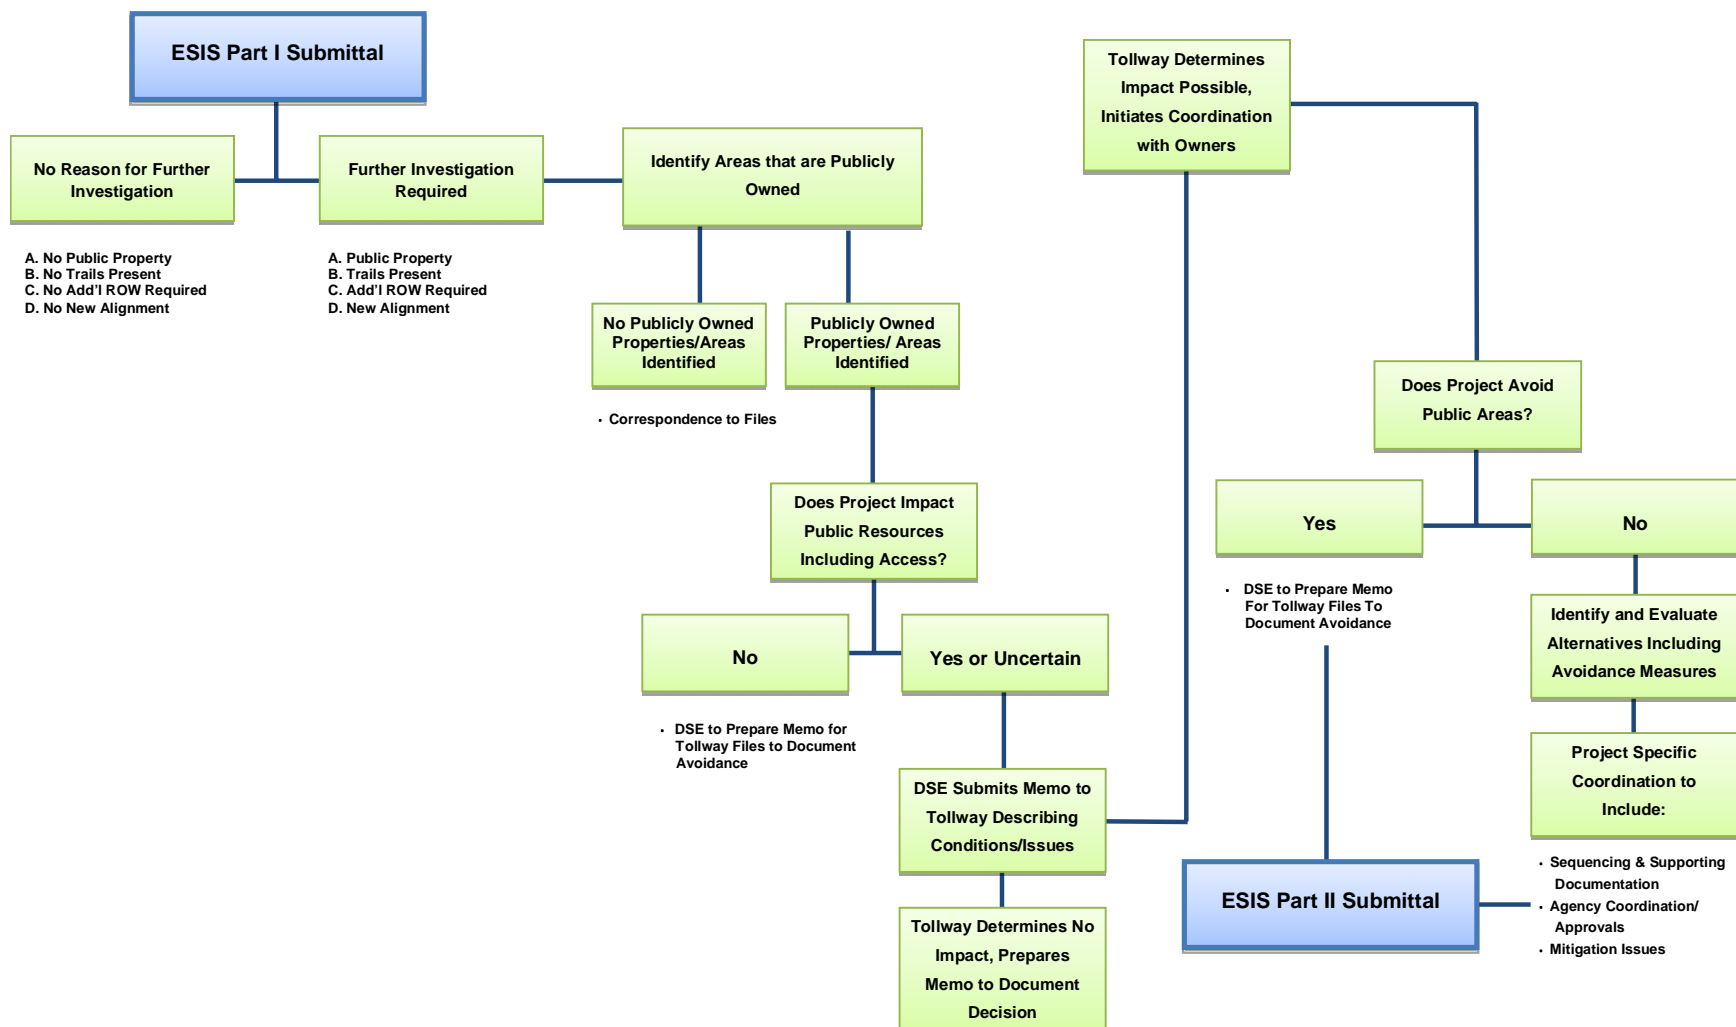 ESIS Part I Submittal
No Reason for Further
Investigation
A. No Public Property
B. No Trails Present
C. No Add'l ROW Required
D. No New Alignment
Further Investigation
Required
A. Public Property
B. Trails Present
C. Add'l ROW Required
D. New Alignment
Identify Areas that are Publicly
Owned
No Publicly Owned
Properties/Areas
Identified
• Correspondence to Files
Publicly Owned
Properties/ Areas
Identified
Does Project Impact
Public Resources
Including Access?
No
• DSE to Prepare Memo for
Tollway Files to Document
Avoidance
Yes or Uncertain
DSE Submits Memo to
Tollway Describing
Conditions/Issues
Tollway Determines No
Impact, Prepares
Memo to Document
Decision
Tollway Determines
Impact Possible,
Initiates Coordination
with Owners
Does Project Avoid
Public Areas?
Yes
• DSE to Prepare Memo
For Tollway Files To
Document Avoidance
No
Identify and Evaluate
Alternatives Including
Avoidance Measures
Project Specific
Coordination to
Include:
• Sequencing & Supporting
Documentation
• Agency Coordination/
Approvals
• Mitigation Issues
ESIS Part II Submittal